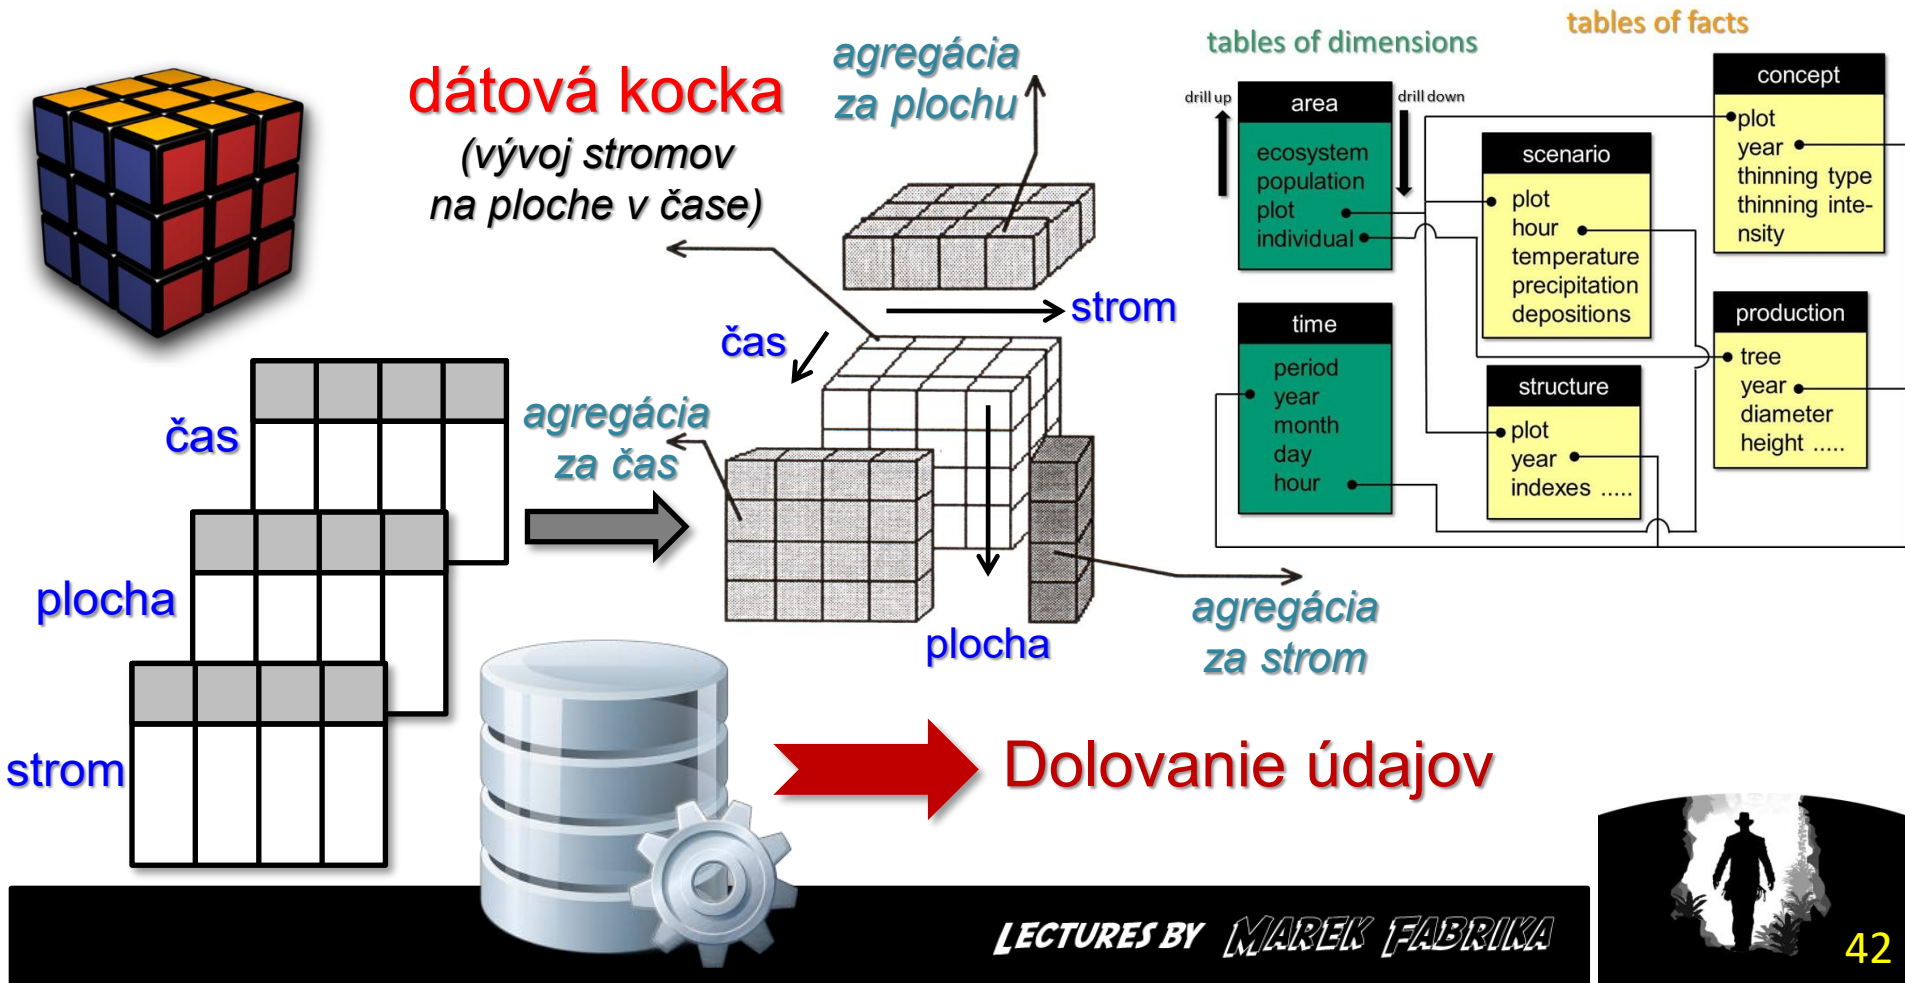 dátová kocka
(vývoj stromov
na ploche v čase)
agregácia
za plochu
strom
čas
agregácia
za čas
čas
plocha
strom
plocha
agregácia
za strom
tables of dimensions
tables of facts
drill up
drill down
area
ecosystem
population
plot
individual
time
period
year
month
day
hour
scenario
plot
hour
temperature
precipitation
depositions
structure
plot
year
indexes .....
concept
plot
year
thinning type
thinning inte-
nsity
production
tree
year
diameter
height .....
Dolovanie údajov
LECTURES BY MAREK FABRIKA
42